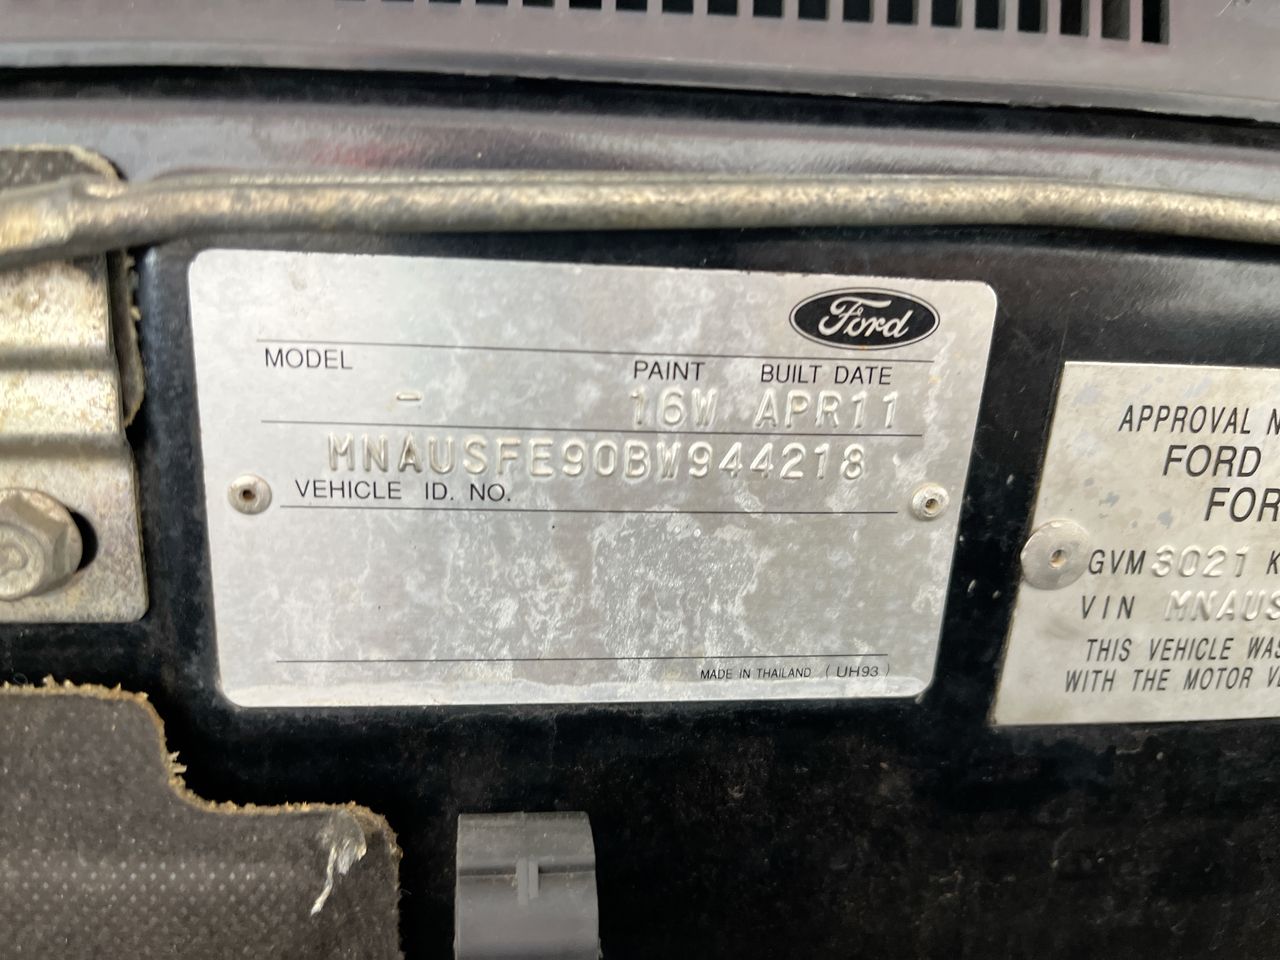 Ford
MODEL PAINT BUILT DATE
- 16W APR11
MNAUSFE90BW944218
VEHICLE ID. NO.
MADE IN THAILAND (UH93)
APPROVAL N
FORD
FOR
GVM 3021 K
VIN MNAUS
THIS VEHICLE WAS
WITH THE MOTOR VE